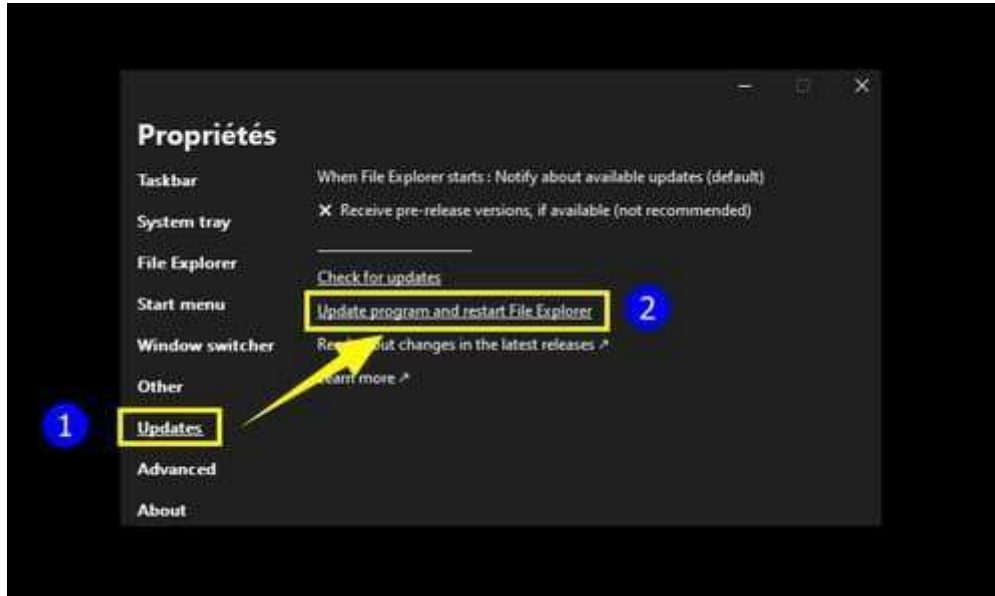 Propriétés
Taskbar
When File Explorer starts : Notify about available updates (default)
System tray
Receive pre-release versions, if available (not recommended)
File Explorer
Check for updates
Start menu
Update program and restart File Explorer
2
Window switcher
changes in the latest releases
Other
more
1
Updates
Advanced
About